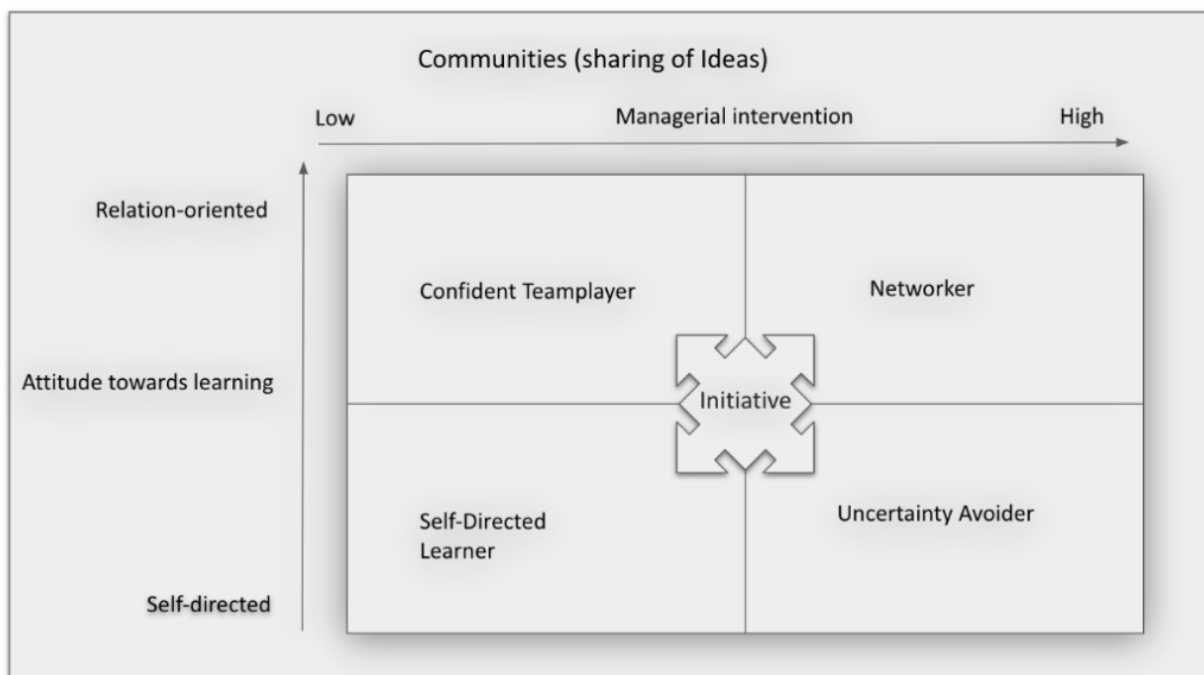 Communities (sharing of Ideas)
Low Managerial intervention High
Relation-oriented
Confident Teamplayer Networker
Attitude towards learning
Initiative
Self-Directed
Learner
Uncertainty Avoider
Self-directed